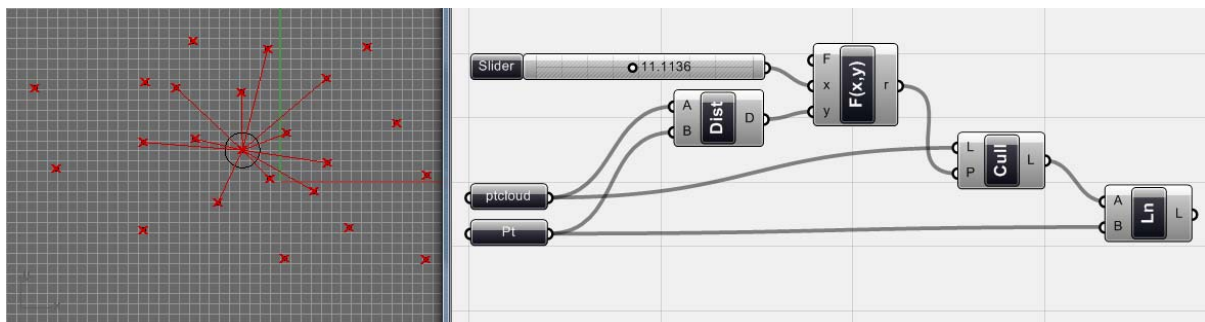 Slider 11.1136
F
x F(x,y) r
y
A Dist D
B
L Cull L
P
ptcloud
A Ln L
B
Pt